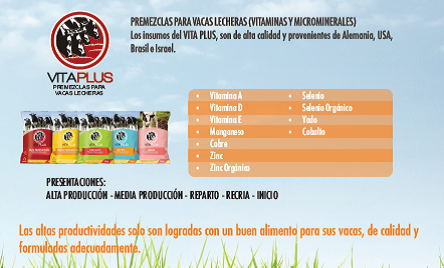 PREMEZCLAS PARA VACAS LECHERAS (VITAMINAS Y MICROMINERALES)
Los insumos del VITA PLUS, son de alta calidad y provenientes de Alemania, USA,
Brasil e Israel.
VITAPLUS
PREMEZCLAS PARA
VACAS LECHERAS
• Vitamina A
• Vitamina D
• Vitamina E
• Manganeso
• Cobre
• Zinc
• Zinc Orgánico
• Selenio
• Selenio Orgánico
• Yodo
• Cobalto
PRESENTACIONES:
ALTA PRODUCCIÓN - MEDIA PRODUCCIÓN - REPARTO - RECRIA - INICIO
Las altas productividades solo son logradas con un buen alimento para sus vacas, de calidad y
formuladas adecuadamente.